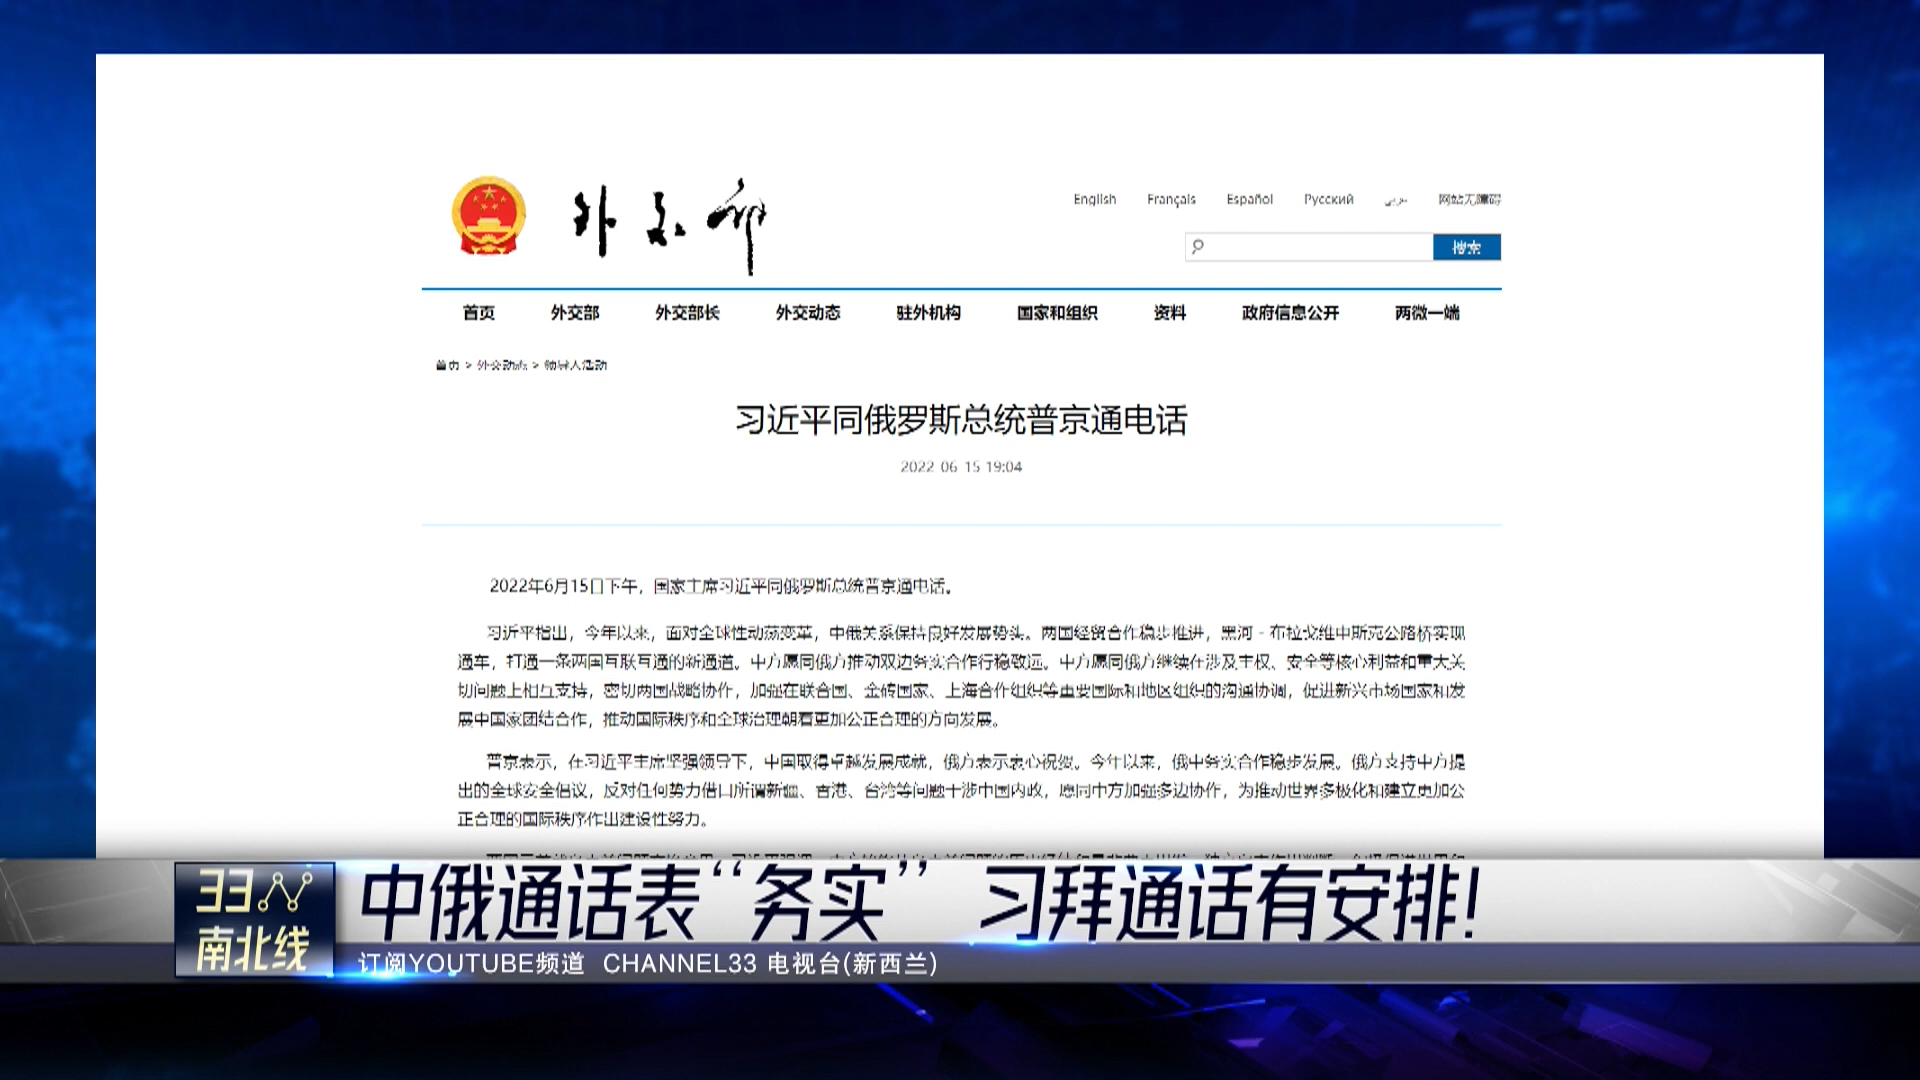 外交部
English Français Español Русский عربي 网站无障碍
搜索
首页 外交部 外交部长 外交动态 驻外机构 国家和组织 资料 政府信息公开 两微一端
首页 > 外交动态 > 领导人活动
习近平同俄罗斯总统普京通电话
2022 06 15 19:04
2022年6月15日下午，国家主席习近平同俄罗斯总统普京通电话。
习近平指出，今年以来，面对全球性动荡变革，中俄关系保持良好发展势头。两国经贸合作稳步推进，黑河-布拉戈维申斯克公路桥实现
通车，打通一条两国互联互通的新通道。中方愿同俄方推动双边务实合作行稳致远。中方愿同俄方继续在涉及主权、安全等核心利益和重大关
切问题上相互支持，密切两国战略协作，加强在联合国、金砖国家、上海合作组织等重要国际和地区组织的沟通协调，促进新兴市场国家和发
展中国家团结合作，推动国际秩序和全球治理朝着更加公正合理的方向发展。
普京表示，在习近平主席坚强领导下，中国取得卓越发展成就，俄方表示衷心祝贺。今年以来，俄中务实合作稳步发展。俄方支持中方提
出的全球安全倡议，反对任何势力借口所谓新疆、香港、台湾等问题干涉中国内政，愿同中方加强多边协作，为推动世界多极化和建立更加公
正合理的国际秩序作出建设性努力。
33
南北线
中俄通话表“务实” 习拜通话有安排!
订阅YOUTUBE频道 CHANNEL33 电视台(新西兰)